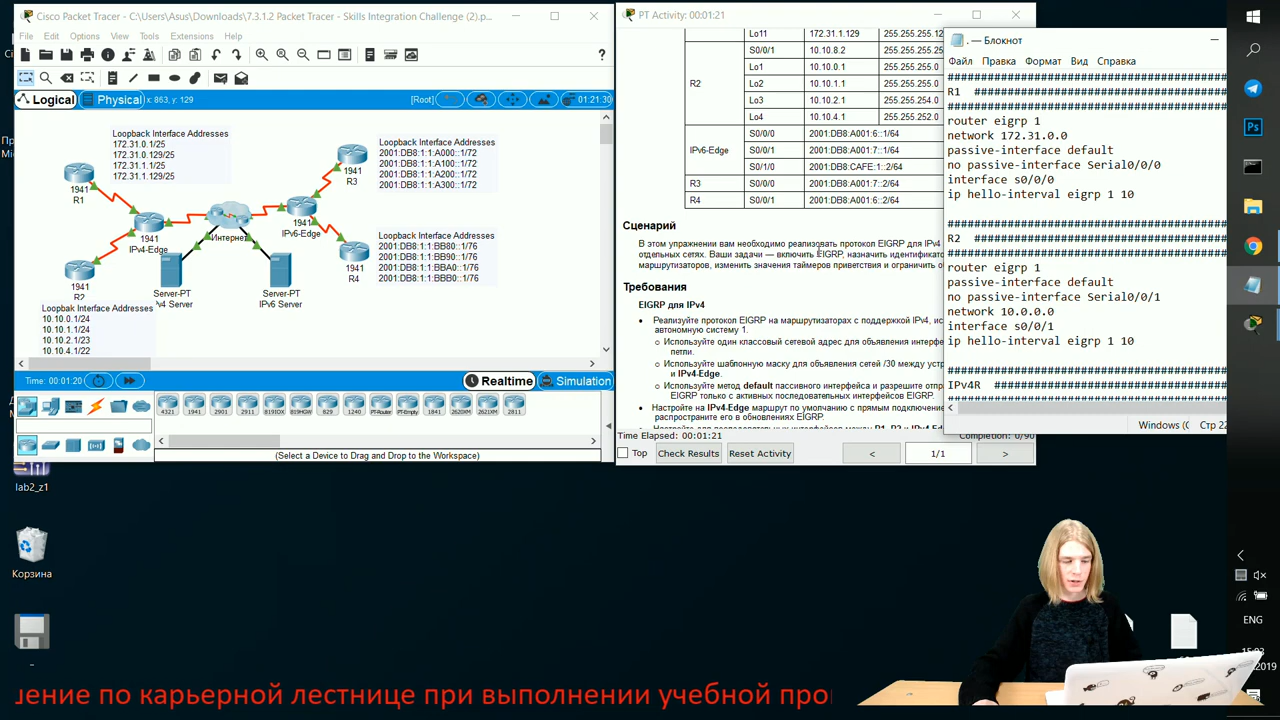 Cisco Packet Tracer - C:\Users\Asus\Downloads\7.3.1.2 Packet Tracer - Skills Integration Challenge (2).p...
File Edit Options View Tools Extensions Help
Logical Physical x: 863, y: 129 [Root] 01:21:30
Loopback Interface Addresses
172.31.0.1/25
172.31.0.129/25
172.31.1.1/25
172.31.1.129/25
Loopback Interface Addresses
2001:DB8:1:1:A000::1/72
2001:DB8:1:1:A100::1/72
2001:DB8:1:1:A200::1/72
2001:DB8:1:1:A300::1/72
1941
R1
1941
R3
1941
IPv4-Edge
Интернет
1941
IPv6-Edge
Loopback Interface Addresses
2001:DB8:1:1:BB80::1/76
2001:DB8:1:1:BB90::1/76
2001:DB8:1:1:BBA0::1/76
2001:DB8:1:1:BBB0::1/76
1941
R2
Server-PT
v4 Server
Server-PT
IPv6 Server
1941
R4
Loopbak Interface Addresses
10.10.0.1/24
10.10.1.1/24
10.10.2.1/23
10.10.4.1/22
Time: 00:01:20 Realtime Simulation
4321 1941 2901 2911 819IOX 819HGW 829 1240 PT-Router PT-Empty 1841 2620XM 2621XM 2811
(Select a Device to Drag and Drop to the Workspace)
PT Activity: 00:01:21
Lo11 172.31.1.129 255.255.255.12
R2 S0/0/1 10.10.8.2 255.255.255.25
Lo1 10.10.0.1 255.255.255.0
Lo2 10.10.1.1 255.255.255.0
Lo3 10.10.2.1 255.255.254.0
Lo4 10.10.4.1 255.255.252.0
IPv6-Edge S0/0/0 2001:DB8:A001:6::1/64
S0/0/1 2001:DB8:A001:7::1/64
S0/1/0 2001:DB8:CAFE:1::2/64
R3 S0/0/0 2001:DB8:A001:7::2/64
R4 S0/0/1 2001:DB8:A001:6::2/64
Сценарий
В этом упражнении вам необходимо реализовать протокол EIGRP для IPv4
отдельных сетях. Ваши задачи — включить EIGRP, назначить идентификато
маршрутизаторов, изменить значения таймеров приветствия и ограничить о
Требования
EIGRP для IPv4
• Реализуйте протокол EIGRP на маршрутизаторах с поддержкой IPv4, ис
автономную систему 1.
o Используйте один классовый сетевой адрес для объявления интерфе
петли.
o Используйте шаблонную маску для объявления сетей /30 между устр
и IPv4-Edge.
o Используйте метод default пассивного интерфейса и разрешите отпр
EIGRP только с активных последовательных интерфейсов EIGRP.
• Настройте на IPv4-Edge маршрут по умолчанию с прямым подключение
распространите его в обновлениях EIGRP.
Time Elapsed: 00:01:21 Completion: 0/90
Top Check Results Reset Activity < 1/1 >
. — Блокнот
Файл Правка Формат Вид Справка
R1
router eigrp 1
network 172.31.0.0
passive-interface default
no passive-interface Serial0/0/0
interface s0/0/0
ip hello-interval eigrp 1 10
R2
router eigrp 1
passive-interface default
no passive-interface Serial0/0/1
network 10.0.0.0
interface s0/0/1
ip hello-interval eigrp 1 10
IPv4R
Windows (C Стр 22
lab2_z1
Корзина
ENG
шение по карьерной лестнице при выполнении учебной про